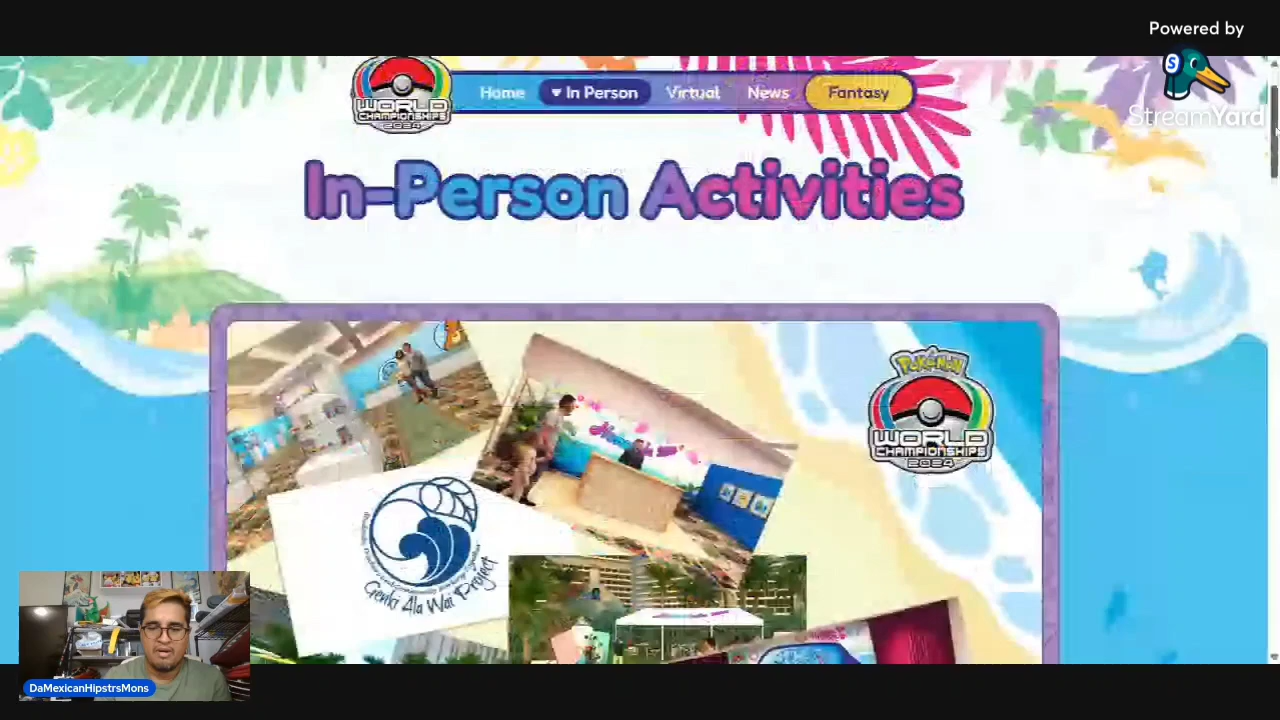 Powered by
StreamYard
WORLD
CHAMPIONSHIPS
2024
Home
▼ In Person
Virtual
News
Fantasy
In-Person Activities
POKéMON
WORLD
CHAMPIONSHIPS
2024
Genki Ala Wai Project
DaMexicanHipstrsMons